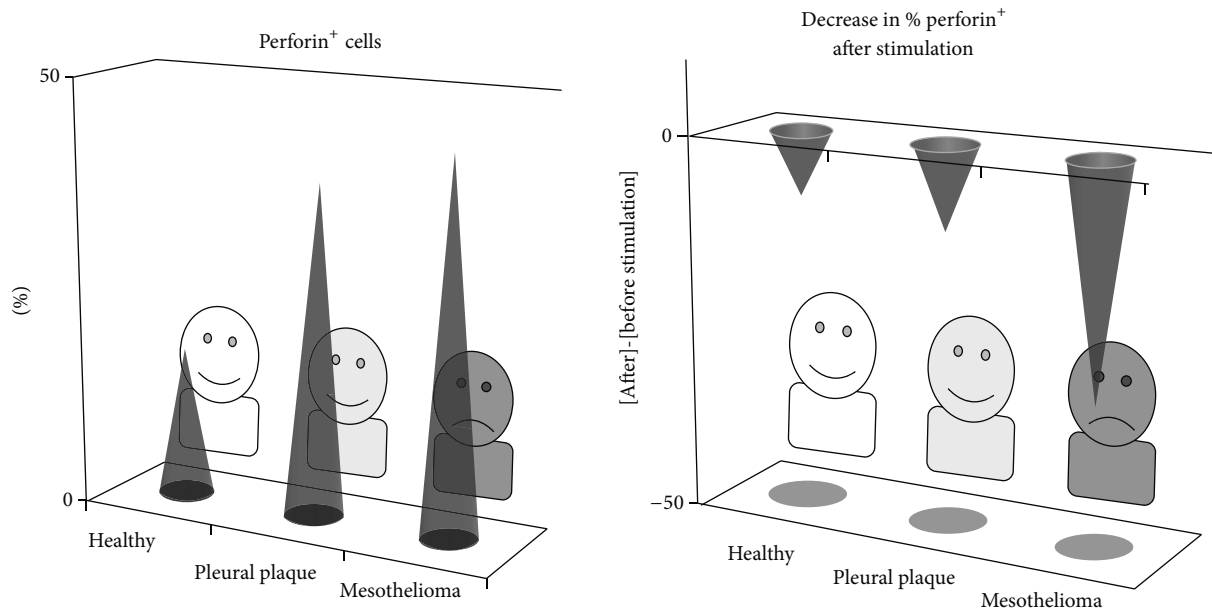 Perforin⁺ cells
50
(%)
0
Healthy
Pleural plaque
Mesothelioma
Decrease in % perforin⁺
after stimulation
0
[After]-[before stimulation]
−50
Healthy
Pleural plaque
Mesothelioma